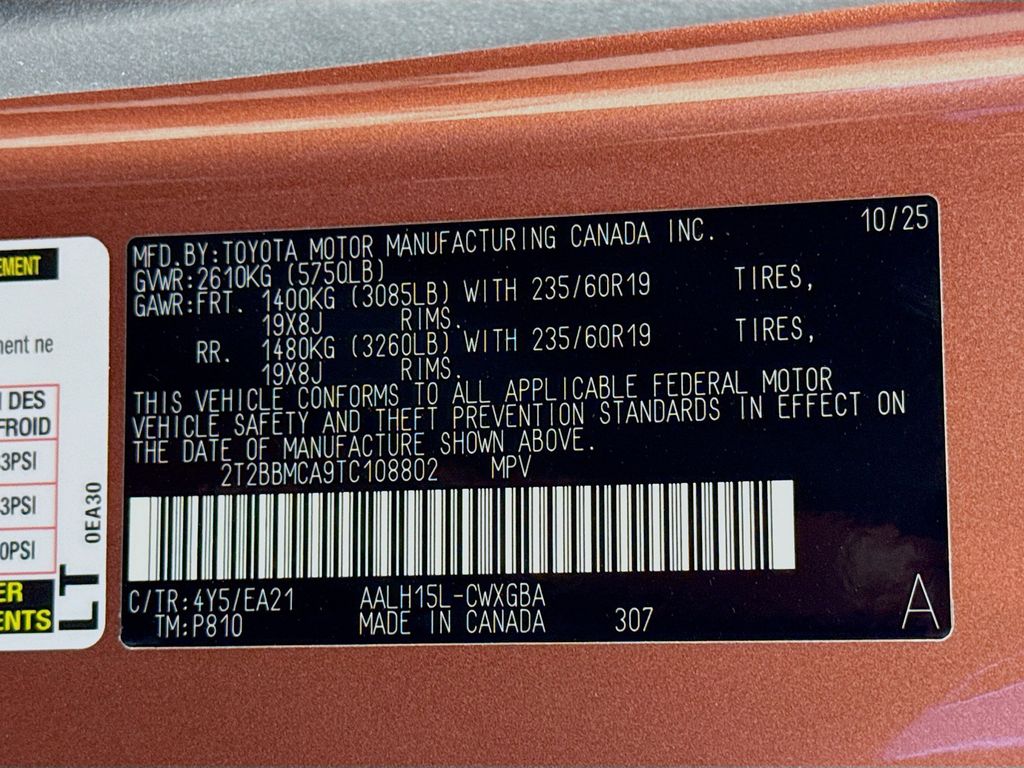 MFD.BY:TOYOTA MOTOR MANUFACTURING CANADA INC. 10/25
GVWR:2610KG (5750LB)
GAWR:FRT. 1400KG (3085LB) WITH 235/60R19 TIRES,
19X8J RIMS.
RR. 1480KG (3260LB) WITH 235/60R19 TIRES,
19X8J RIMS.
THIS VEHICLE CONFORMS TO ALL APPLICABLE FEDERAL MOTOR
VEHICLE SAFETY AND THEFT PREVENTION STANDARDS IN EFFECT ON
THE DATE OF MANUFACTURE SHOWN ABOVE.
2T2BBMCA9TC108802 MPV
C/TR:4Y5/EA21 AALH15L-CWXGBA
TM:P810 MADE IN CANADA 307
A
EMENT
ment ne
DES
FROID
3PSI
3PSI
0PSI
ER
ENTS
0EA30
LT